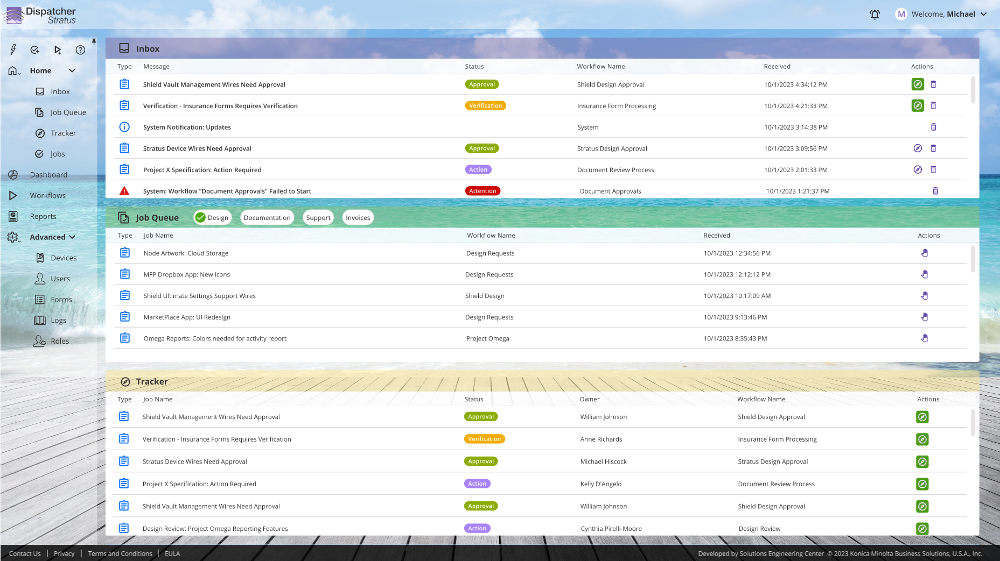 Dispatcher
Stratus
M Welcome, Michael
Home
Inbox
Job Queue
Tracker
Jobs
Dashboard
Workflows
Reports
Advanced
Devices
Users
Forms
Logs
Roles
Inbox
Type Message Status Workflow Name Received Actions
Shield Vault Management Wires Need Approval Approval Shield Design Approval 10/1/2023 4:34:12 PM
Verification - Insurance Forms Requires Verification Verification Insurance Form Processing 10/1/2023 4:21:33 PM
System Notification: Updates System 10/1/2023 3:14:38 PM
Stratus Device Wires Need Approval Approval Stratus Design Approval 10/1/2023 3:09:56 PM
Project X Specification: Action Required Action Document Review Process 10/1/2023 2:01:33 PM
System: Workflow "Document Approvals" Failed to Start Attention Document Approvals 10/1/2023 1:21:37 PM
Job Queue Design Documentation Support Invoices
Type Job Name Workflow Name Received Actions
Node Artwork: Cloud Storage Design Requests 10/1/2023 12:34:56 PM
MFP Dropbox App: New Icons Design Requests 10/1/2023 12:12:12 PM
Shield Ultimate Settings Support Wires Shield Design 10/1/2023 10:17:09 AM
MarketPlace App: UI Redesign Design Requests 10/1/2023 9:13:46 PM
Omega Reports: Colors needed for activity report Project Omega 10/1/2023 8:35:43 PM
Tracker
Type Job Name Status Owner Workflow Name Actions
Shield Vault Management Wires Need Approval Approval William Johnson Shield Design Approval
Verification - Insurance Forms Requires Verification Verification Anne Richards Insurance Form Processing
Stratus Device Wires Need Approval Approval Michael Hiscock Stratus Design Approval
Project X Specification: Action Required Action Kelly D'Angelo Document Review Process
Shield Vault Management Wires Need Approval Approval William Johnson Shield Design Approval
Design Review: Project Omega Reporting Features Action Cynthia Pirelli-Moore Design Review
Contact Us | Privacy | Terms and Conditions | EULA
Developed by Solutions Engineering Center © 2023 Konica Minolta Business Solutions, U.S.A., Inc.